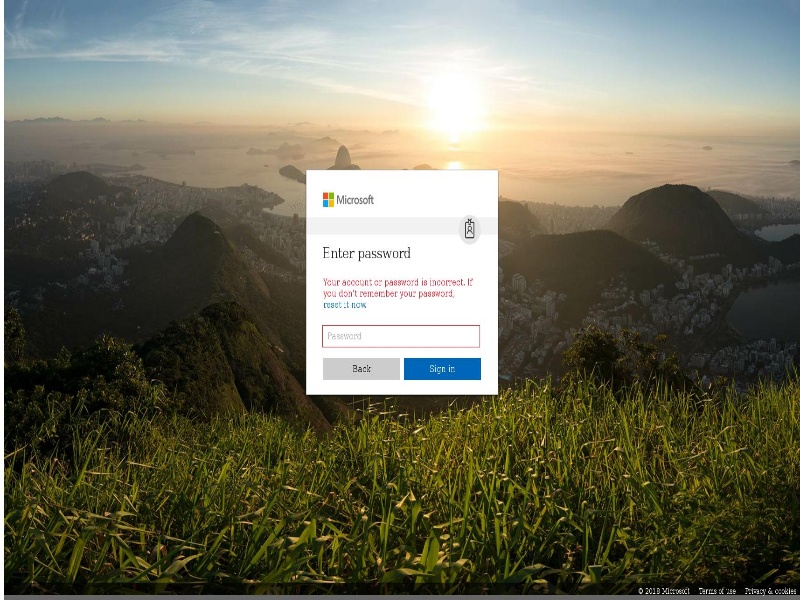 Microsoft
Enter password
Your account or password is incorrect. If
you don't remember your password,
reset it now
Password
Back
Sign in
© 2018 Microsoft Terms of use Privacy & cookies